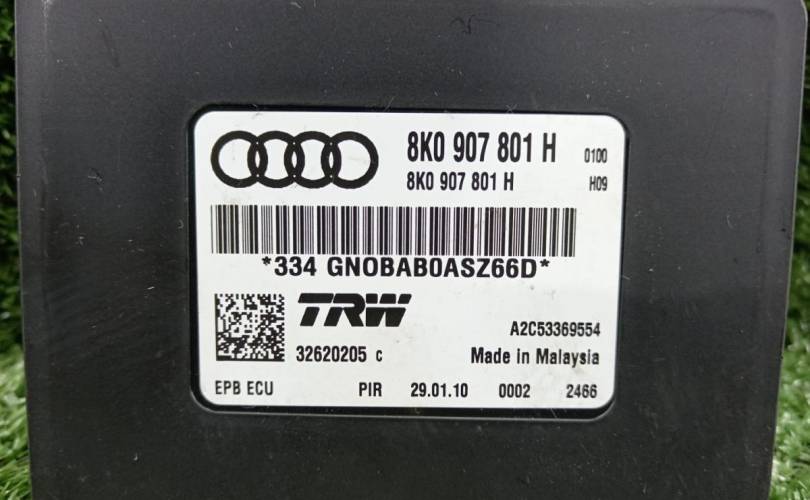 8K0 907 801 H 0100
8K0 907 801 H H09
*334 GN0BAB0ASZ66D*
TRW
A2C53369554
32620205 C Made in Malaysia
EPB ECU PIR 29.01.10 0002 2466